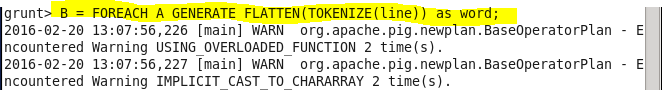 grunt> B = FOREACH A GENERATE FLATTEN(TOKENIZE(line)) as word;
2016-02-20 13:07:56,226 [main] WARN  org.apache.pig.newplan.BaseOperatorPlan - E
ncountered Warning USING_OVERLOADED_FUNCTION 2 time(s).
2016-02-20 13:07:56,227 [main] WARN  org.apache.pig.newplan.BaseOperatorPlan - E
ncountered Warning IMPLICIT_CAST_TO_CHARARRAY 2 time(s).